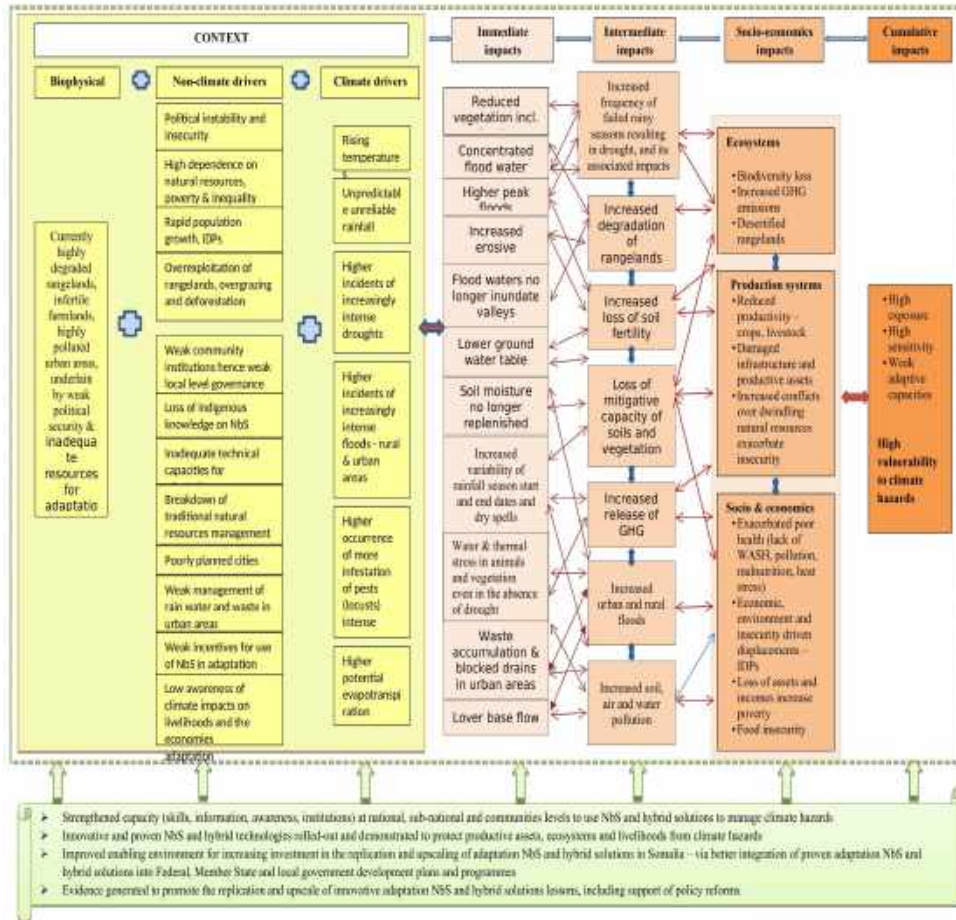 CONTEXT
Immediate
impacts
Intermediate
impacts
Socio-economics
impacts
Cumulative
impacts
Biophysical
Non-climate drivers
Climate drivers
Currently
highly
degraded
rangelands,
infertile
farmlands,
highly
polluted
urban areas,
underlain
by weak
political
security &
inadequa
te
resources
for
adaptatio
Political instability and
insecurity
High dependence on
natural resources,
poverty & inequality
Rapid population
growth, IDPs
Overexploitation of
rangelands, overgrazing
and deforestation
Weak community
institutions hence weak
local level governance
Loss of indigenous
knowledge on NbS
Inadequate technical
capacities for
Breakdown of
traditional natural
resources management
Poorly planned cities
Weak management of
rain water and waste in
urban areas
Weak incentives for use
of NbS in adaptation
Low awareness of
climate impacts on
livelihoods and the
economies
adaptation
Rising
temperature
Unpredictabl
e unreliable
rainfall
Higher
incidents of
increasingly
intense
droughts
Higher
incidents of
increasingly
intense
floods - rural
& urban
areas
Higher
occurrence
of more
infestation
of pests
(locusts)
intense
Higher
potential
evapotranspi
ration
Reduced
vegetation incl.
Concentrated
flood water
Higher peak
floods
Increased
erosive
Flood waters no
longer inundate
valleys
Lower ground
water table
Soil moisture
no longer
replenished
Increased
variability of
rainfall season start
and end dates and
dry spells
Water & thermal
stress in animals
and vegetation
even in the absence
of drought
Waste
accumulation &
blocked drains
in urban areas
Lover base flow
Increased
frequency of
failed rainy
seasons resulting
in drought, and its
associated impacts
Increased
degradation of
rangelands
Increased
loss of soil
fertility
Loss of
mitigative
capacity of
soils and
vegetation
Increased
release of
GHG
Increased
urban and rural
floods
Increased soil,
air and water
pollution
Ecosystems
• Biodiversity loss
• Increased GHG
emissions
• Desertified
rangelands
Production systems
• Reduced
productivity –
crops, livestock
• Damaged
infrastructure and
productive assets
• Increased conflicts
over dwindling
natural resources
exacerbate
insecurity
Socio & economics
• Exacerbated poor
health (lack of
WASH, pollution,
malnutrition, heat
stress)
• Economic,
environment and
insecurity driven
displacements –
IDPs
• Loss of assets and
incomes increase
poverty
• Food insecurity
• High
exposure
• High
sensitivity
• Weak
adaptive
capacities
High
vulnerability
to climate
hazards
➢ Strengthened capacity (skills, information, awareness, institutions) at national, sub-national and communities levels to use NbS and hybrid solutions to manage climate hazards
➢ Innovative and proven NbS and hybrid technologies rolled-out and demonstrated to protect productive assets, ecosystems and livelihoods from climate hazards
➢ Improved enabling environment for increasing investment in the replication and upscaling of adaptation NbS and hybrid solutions in Somalia – via better integration of proven adaptation NbS and
hybrid solutions into Federal, Member State and local government development plans and programmes
➢ Evidence generated to promote the replication and upscale of innovative adaptation NbS and hybrid solutions lessons, including support of policy reforms